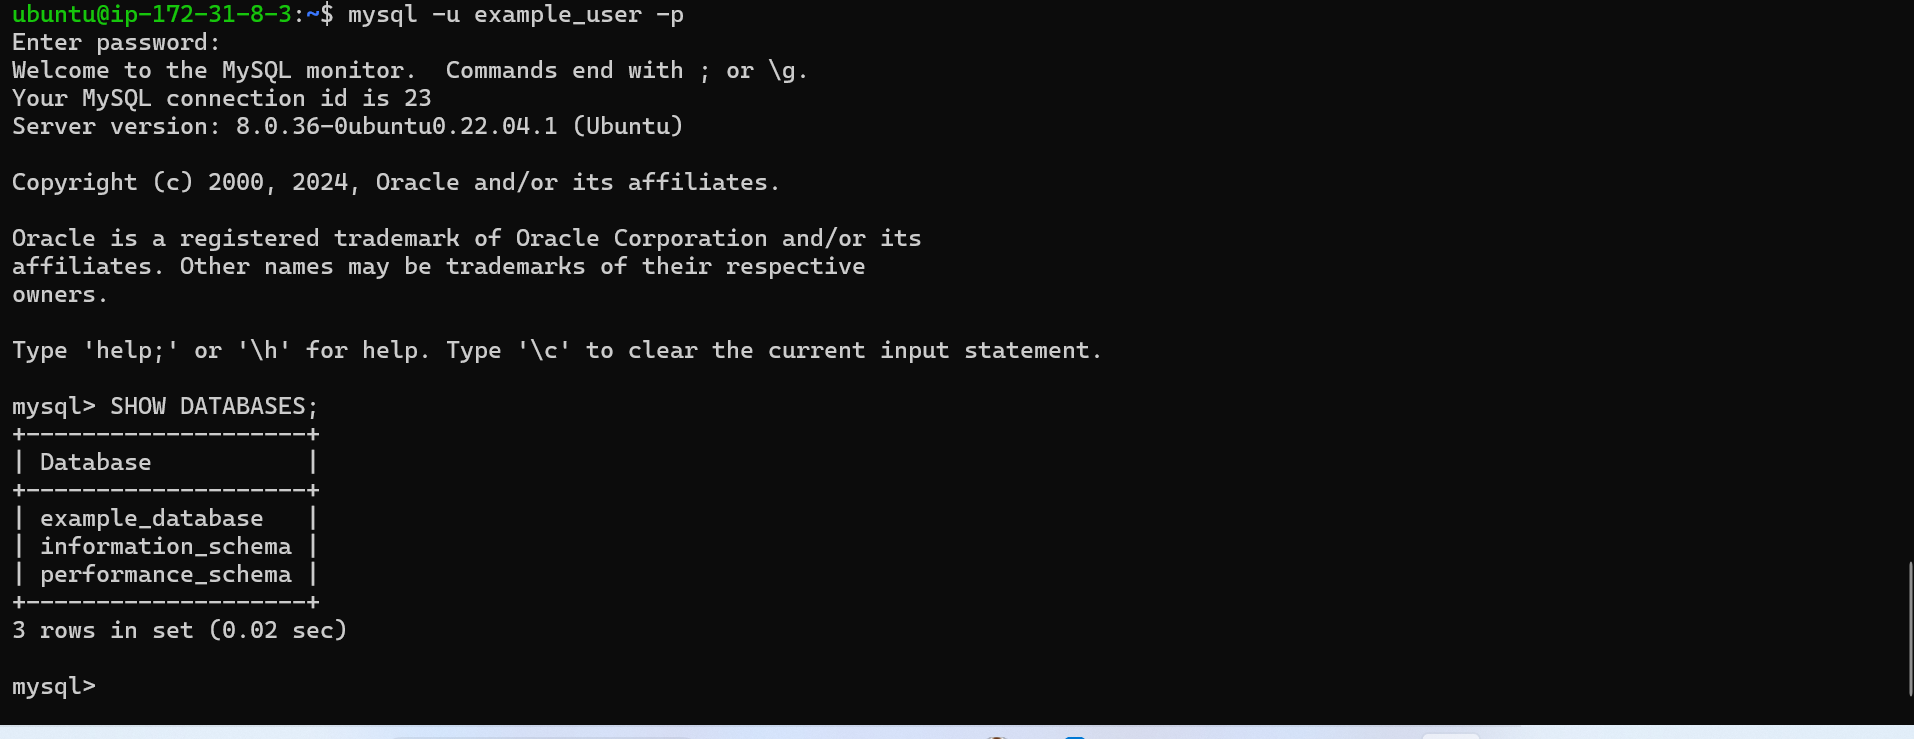 ubuntu@ip-172-31-8-3:~$ mysql -u example_user -p
Enter password:
Welcome to the MySQL monitor.  Commands end with ; or \g.
Your MySQL connection id is 23
Server version: 8.0.36-0ubuntu0.22.04.1 (Ubuntu)

Copyright (c) 2000, 2024, Oracle and/or its affiliates.

Oracle is a registered trademark of Oracle Corporation and/or its
affiliates. Other names may be trademarks of their respective
owners.

Type 'help;' or '\h' for help. Type '\c' to clear the current input statement.

mysql> SHOW DATABASES;
+--------------------+
| Database           |
+--------------------+
| example_database   |
| information_schema |
| performance_schema |
+--------------------+
3 rows in set (0.02 sec)

mysql>